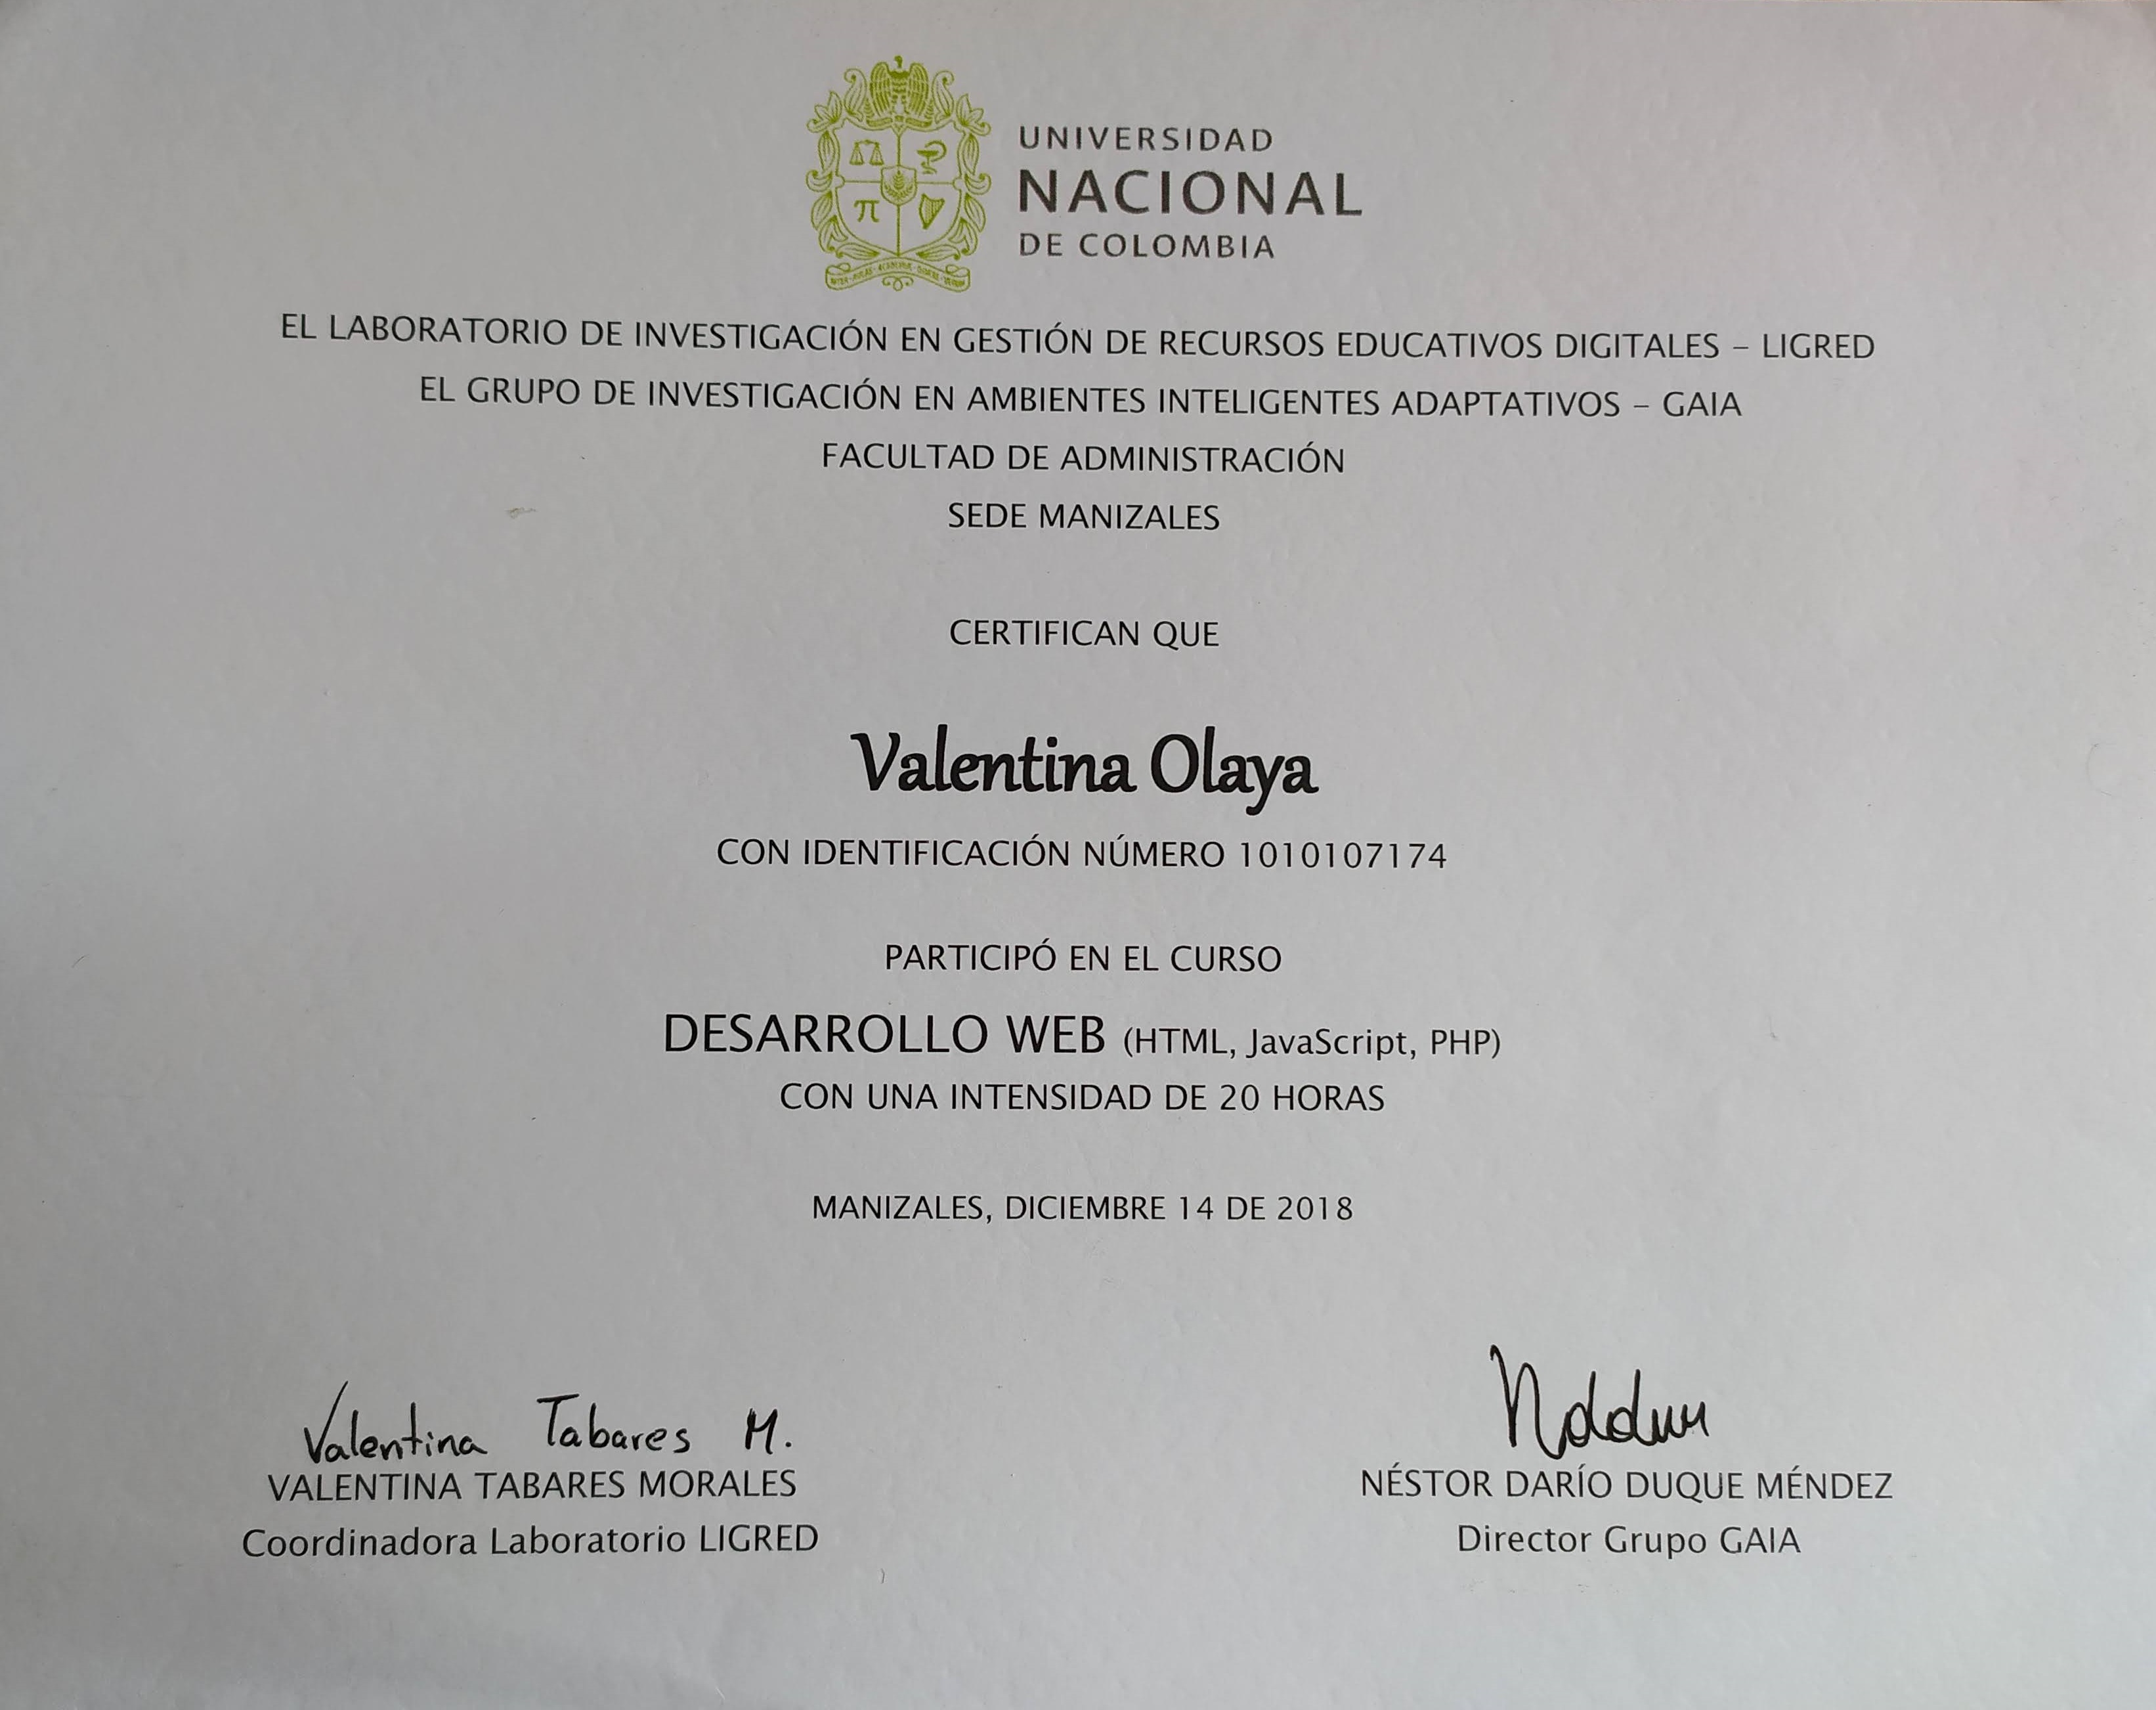 UNIVERSIDAD
NACIONAL
DE COLOMBIA
EL LABORATORIO DE INVESTIGACIÓN EN GESTIÓN DE RECURSOS EDUCATIVOS DIGITALES – LIGRED
EL GRUPO DE INVESTIGACIÓN EN AMBIENTES INTELIGENTES ADAPTATIVOS – GAIA
FACULTAD DE ADMINISTRACIÓN
SEDE MANIZALES
CERTIFICAN QUE
Valentina Olaya
CON IDENTIFICACIÓN NÚMERO 1010107174
PARTICIPÓ EN EL CURSO
DESARROLLO WEB (HTML, JavaScript, PHP)
CON UNA INTENSIDAD DE 20 HORAS
MANIZALES, DICIEMBRE 14 DE 2018
Valentina Tabares M.
VALENTINA TABARES MORALES
Coordinadora Laboratorio LIGRED
NÉSTOR DARÍO DUQUE MÉNDEZ
Director Grupo GAIA